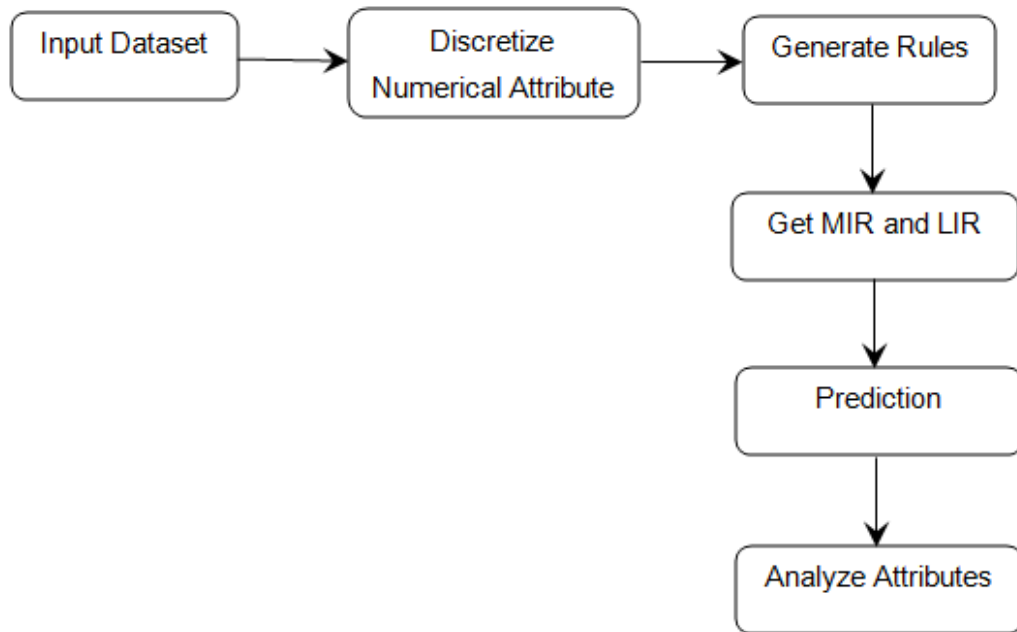 Input Dataset
Discretize
Numerical Attribute
Generate Rules
Get MIR and LIR
Prediction
Analyze Attributes